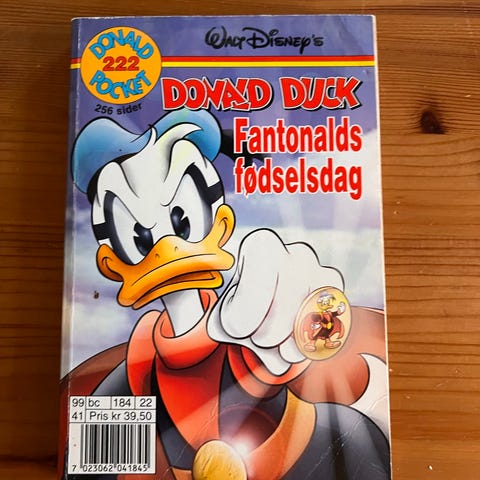 DONALD
222
POCKET
256 sider
WALT DISNEY'S
DONALD DUCK
Fantonalds
fødselsdag
99 bc 184 22
41 Pris kr 39,50
7 023062 041845